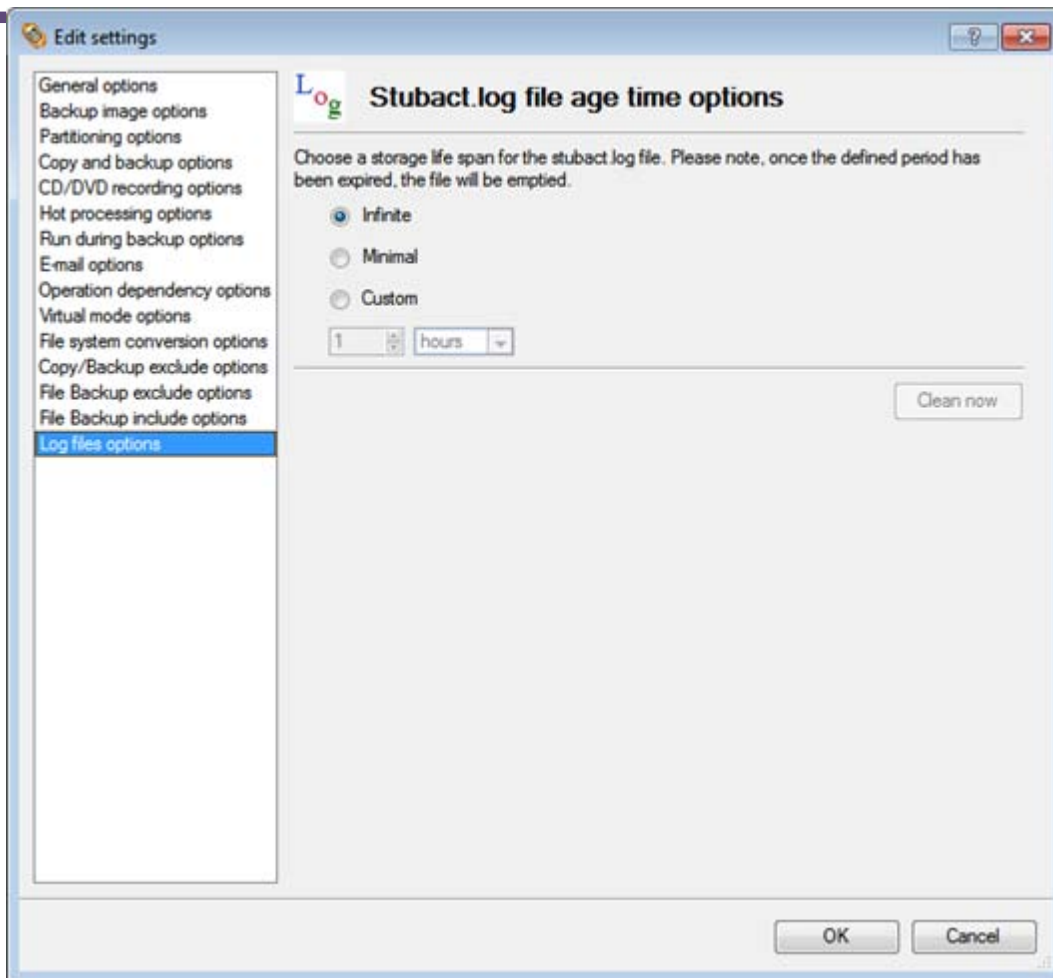 Edit settings
General options
Backup image options
Partitioning options
Copy and backup options
CD/DVD recording options
Hot processing options
Run during backup options
E-mail options
Operation dependency options
Virtual mode options
File system conversion options
Copy/Backup exclude options
File Backup exclude options
File Backup include options
Log files options
Log
Stubact.log file age time options
Choose a storage life span for the stubact.log file. Please note, once the defined period has
been expired, the file will be emptied.
Infinite
Minimal
Custom
1 hours
Clean now
OK Cancel